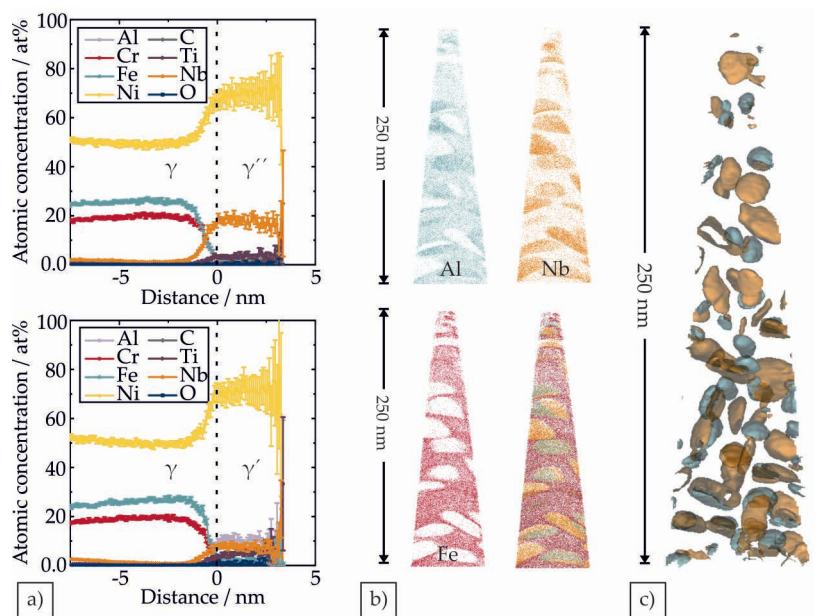 100
80
60
40
20
0.0
Atomic concentration / at%
Al C
Cr Ti
Fe Nb
Ni O
γ γ´´
-5 0 5
Distance / nm
100
80
60
40
20
0.0
Atomic concentration / at%
Al C
Cr Ti
Fe Nb
Ni O
γ γ´
-5 0 5
Distance / nm
a)
250 nm
Al
Nb
250 nm
Fe
b)
250 nm
c)